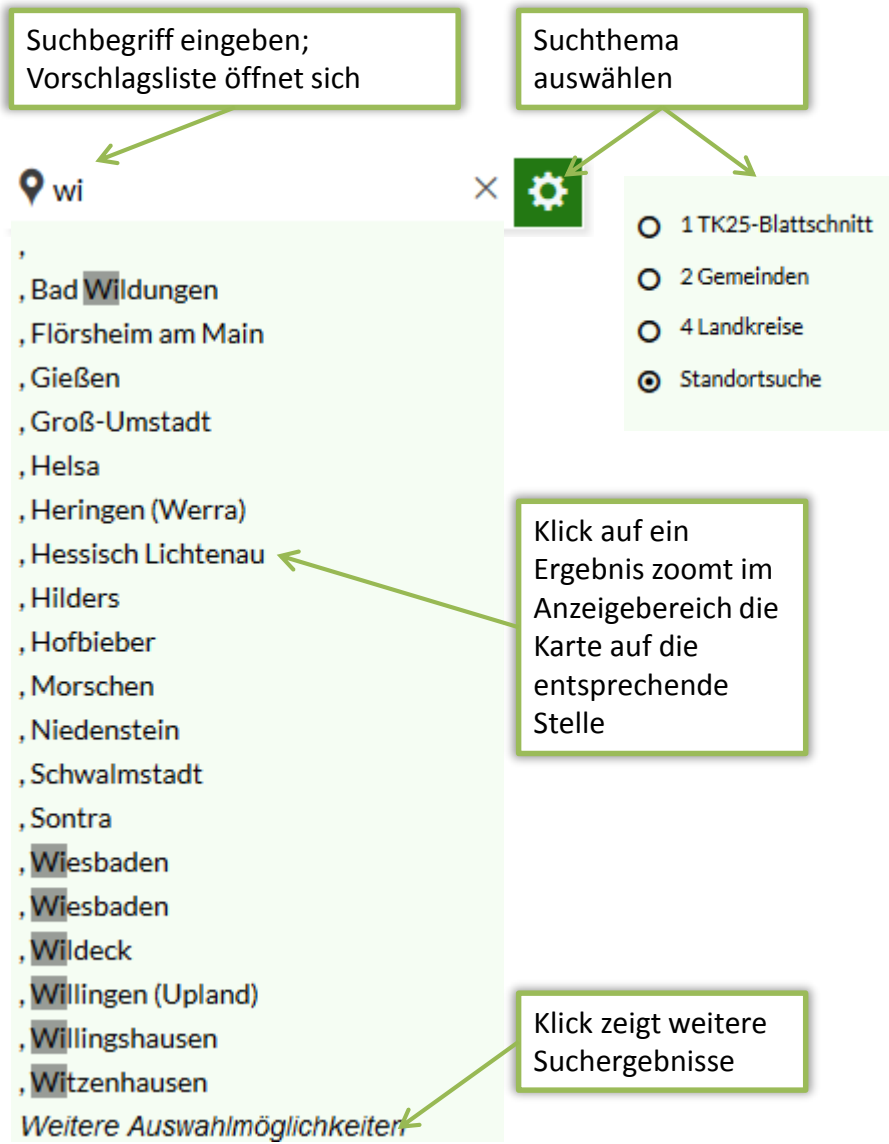 Suchbegriff eingeben;
Vorschlagsliste öffnet sich
Suchthema
auswählen
wi
,
, Bad Wildungen
, Flörsheim am Main
, Gießen
, Groß-Umstadt
, Helsa
, Heringen (Werra)
, Hessisch Lichtenau
, Hilders
, Hofbieber
, Morschen
, Niedenstein
, Schwalmstadt
, Sontra
, Wiesbaden
, Wiesbaden
, Wildeck
, Willingen (Upland)
, Willingshausen
, Witzenhausen
Weitere Auswahlmöglichkeiten
1 TK25-Blattschnitt
2 Gemeinden
4 Landkreise
Standortsuche
Klick auf ein
Ergebnis zoomt im
Anzeigebereich die
Karte auf die
entsprechende
Stelle
Klick zeigt weitere
Suchergebnisse